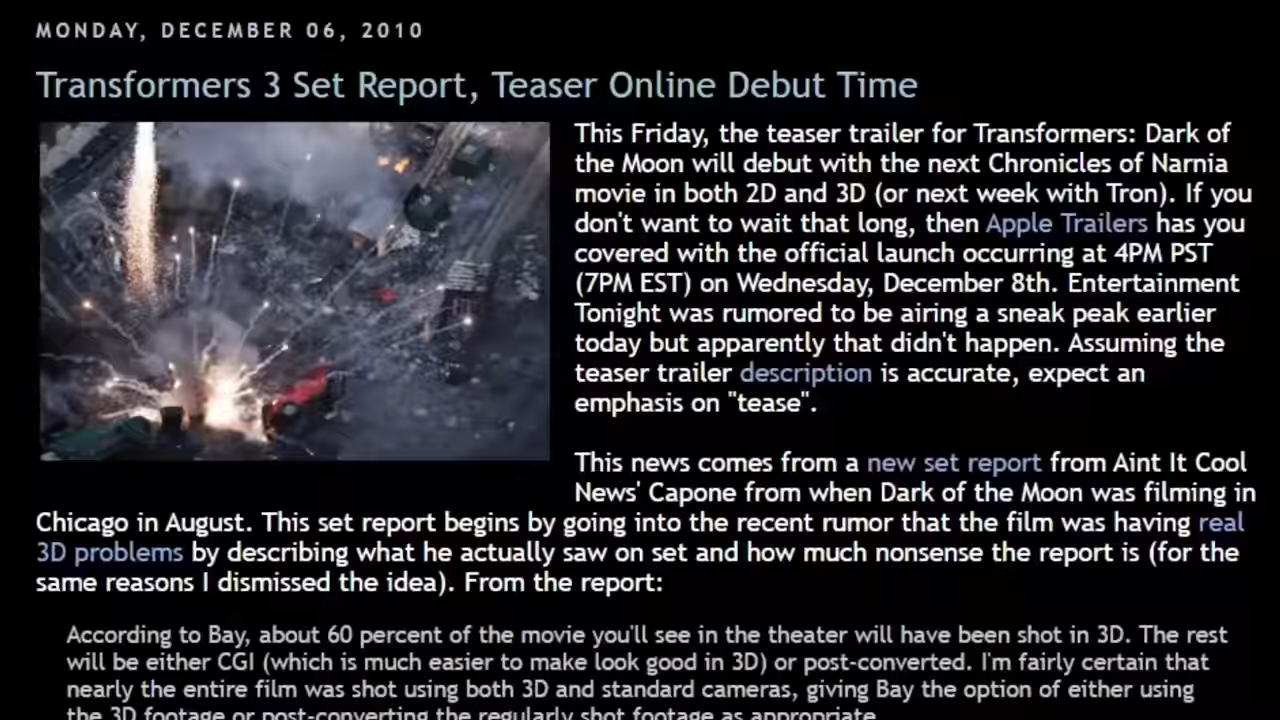 MONDAY, DECEMBER 06, 2010
Transformers 3 Set Report, Teaser Online Debut Time
This Friday, the teaser trailer for Transformers: Dark of
the Moon will debut with the next Chronicles of Narnia
movie in both 2D and 3D (or next week with Tron). If you
don't want to wait that long, then Apple Trailers has you
covered with the official launch occurring at 4PM PST
(7PM EST) on Wednesday, December 8th. Entertainment
Tonight was rumored to be airing a sneak peak earlier
today but apparently that didn't happen. Assuming the
teaser trailer description is accurate, expect an
emphasis on "tease".
This news comes from a new set report from Aint It Cool
News' Capone from when Dark of the Moon was filming in
Chicago in August. This set report begins by going into the recent rumor that the film was having real
3D problems by describing what he actually saw on set and how much nonsense the report is (for the
same reasons I dismissed the idea). From the report:
According to Bay, about 60 percent of the movie you'll see in the theater will have been shot in 3D. The rest
will be either CGI (which is much easier to make look good in 3D) or post-converted. I'm fairly certain that
nearly the entire film was shot using both 3D and standard cameras, giving Bay the option of either using
the 3D footage or post-converting the regularly shot footage as appropriate.